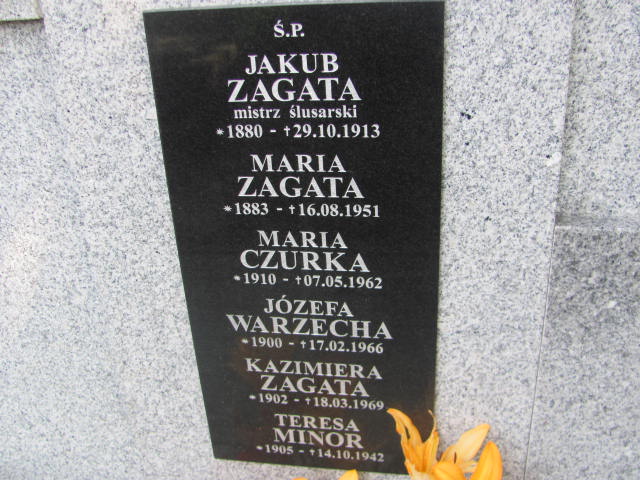 Ś.P.
JAKUB
ZAGATA
mistrz ślusarski
*1880 - †29.10.1913
MARIA
ZAGATA
*1883 - †16.08.1951
MARIA
CZURKA
*1910 - †07.05.1962
JÓZEFA
WARZECHA
*1900 - †17.02.1966
KAZIMIERA
ZAGATA
*1902 - †18.03.1969
TERESA
MINOR
*1905 - †14.10.1942